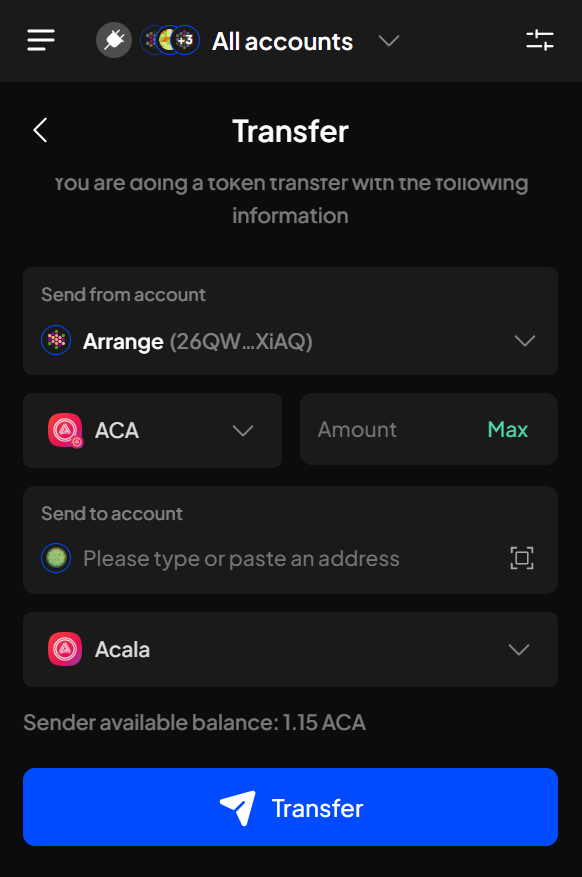 +3 All accounts
Transfer
You are doing a token transfer with the following
information
Send from account
Arrange (26QW...XiAQ)
ACA
Amount Max
Send to account
Please type or paste an address
Acala
Sender available balance: 1.15 ACA
Transfer